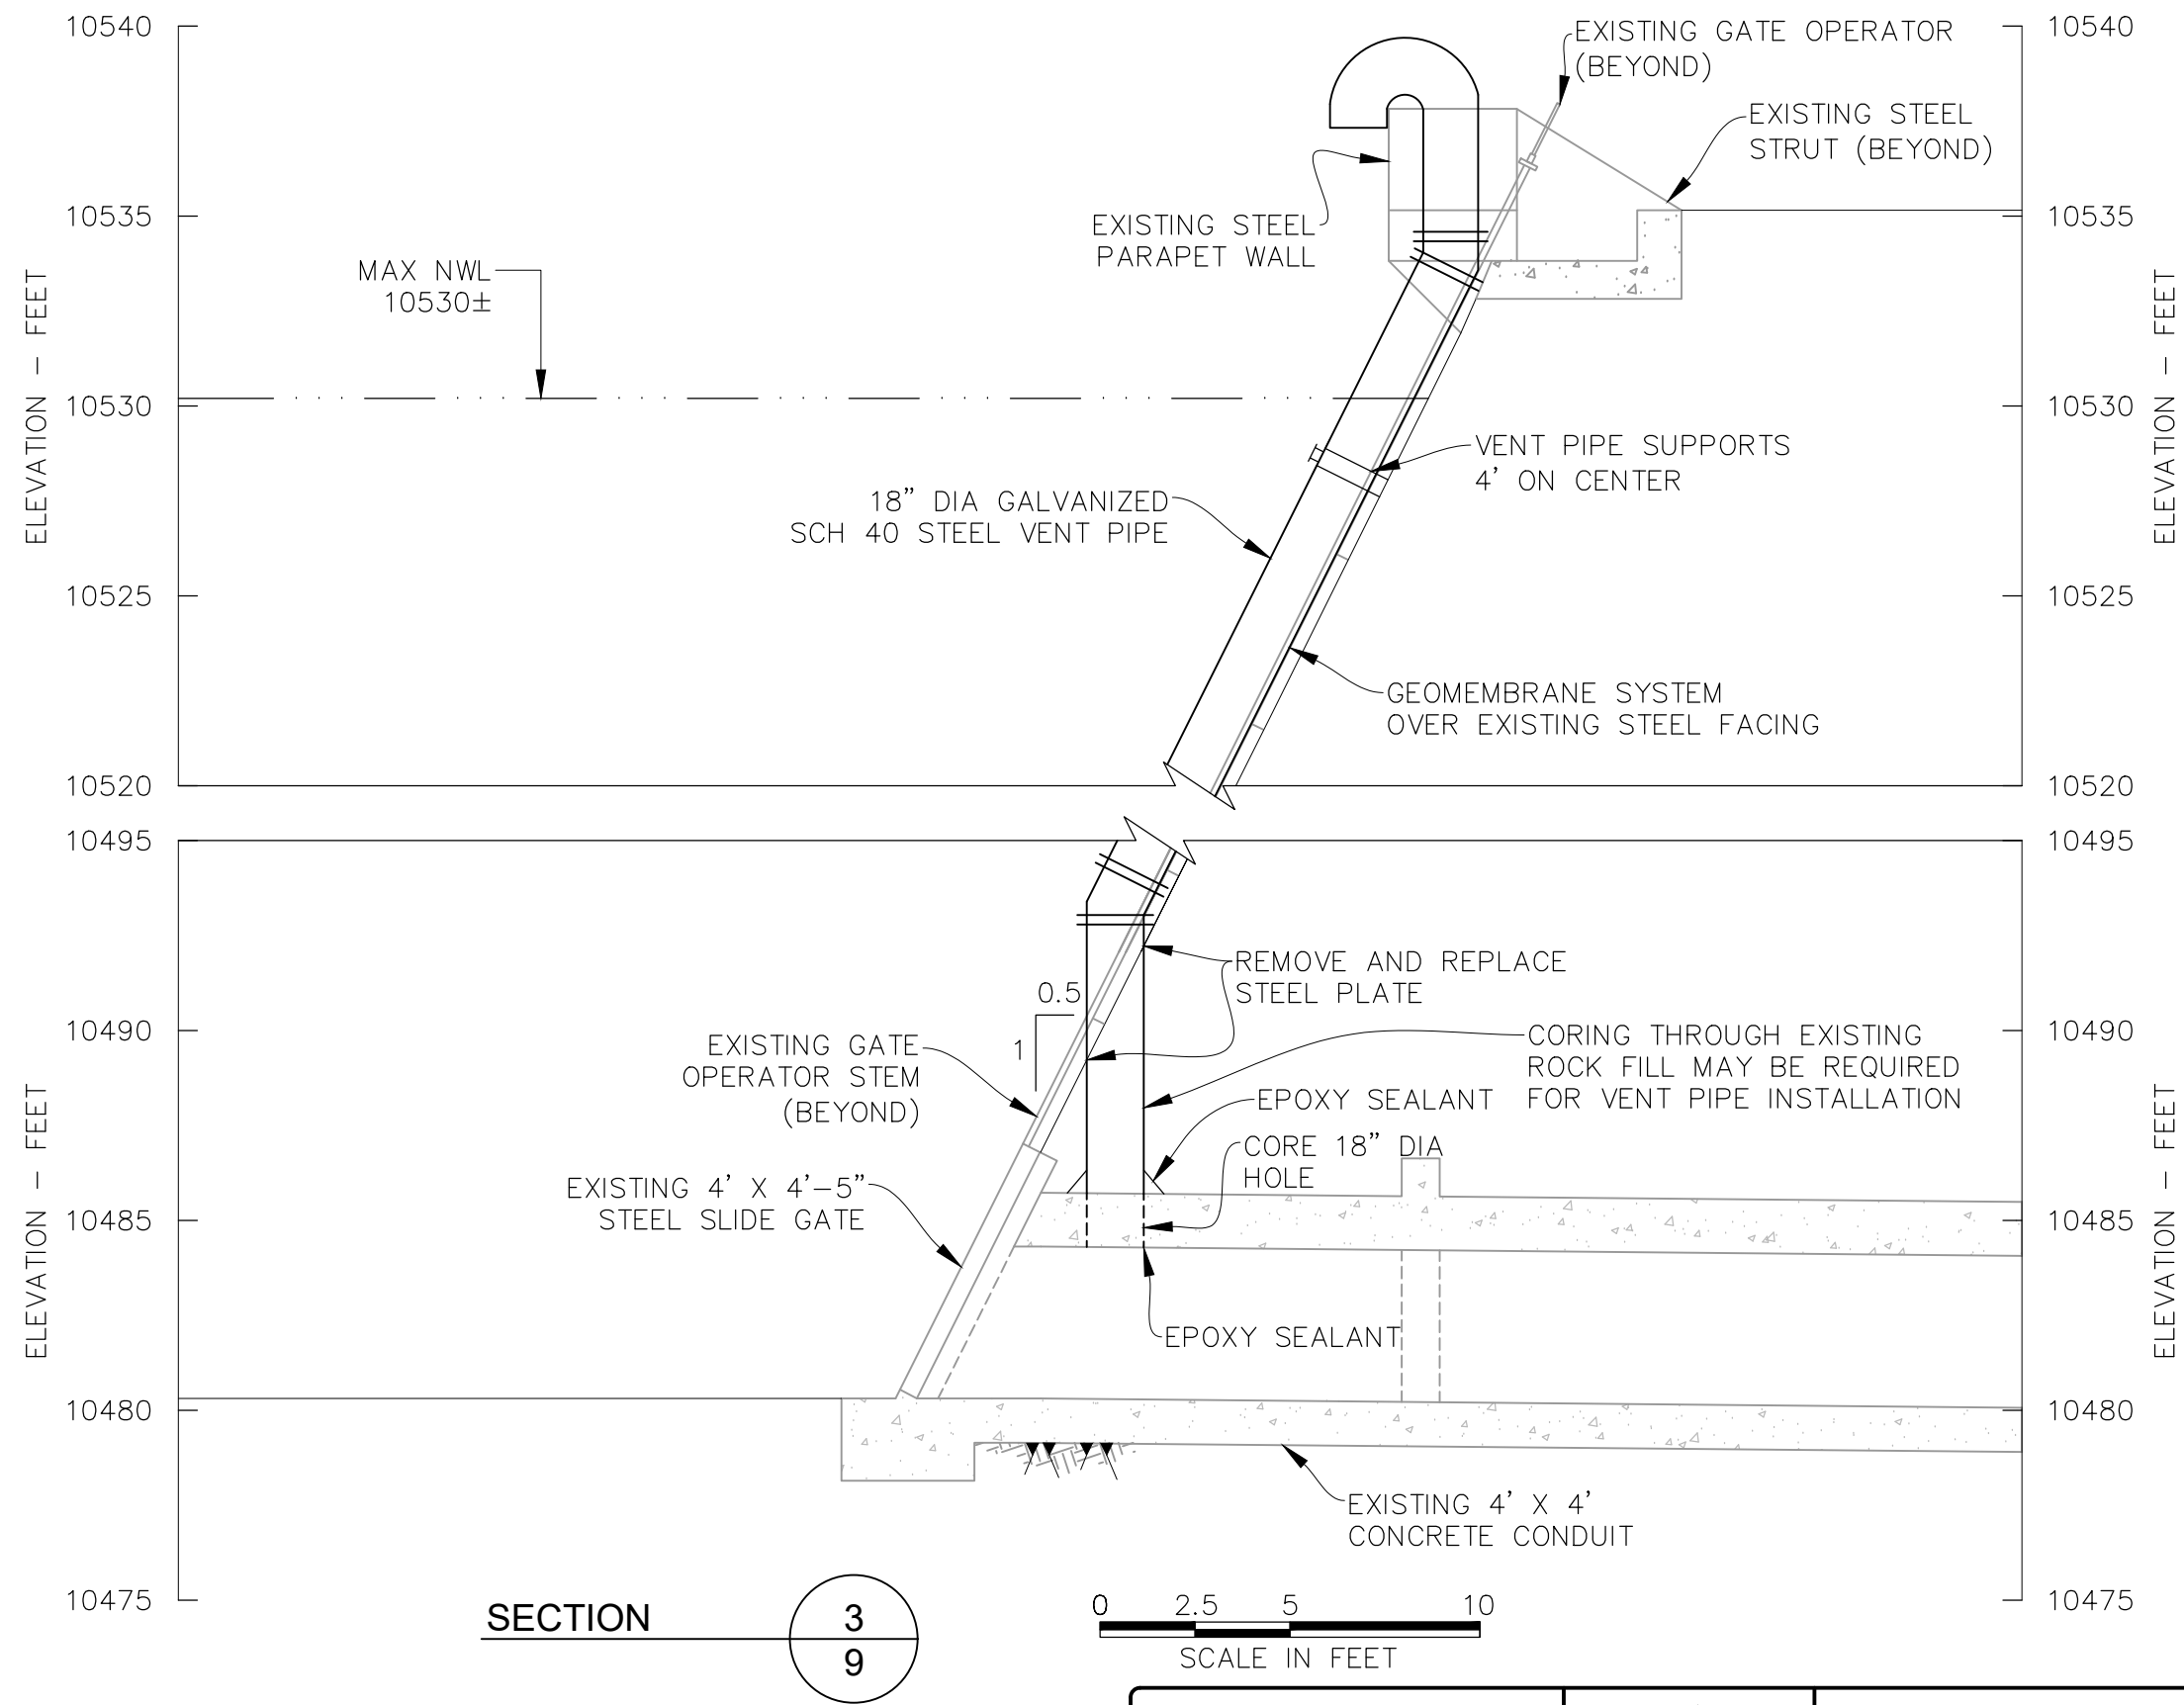 10540
10535
10530
10525
10520
10495
10490
10485
10480
10475
ELEVATION - FEET
ELEVATION - FEET
MAX NWL
10530±
EXISTING GATE OPERATOR
(BEYOND)
EXISTING STEEL
STRUT (BEYOND)
EXISTING STEEL
PARAPET WALL
VENT PIPE SUPPORTS
4' ON CENTER
18" DIA GALVANIZED
SCH 40 STEEL VENT PIPE
GEOMEMBRANE SYSTEM
OVER EXISTING STEEL FACING
REMOVE AND REPLACE
STEEL PLATE
0.5
1
EXISTING GATE
OPERATOR STEM
(BEYOND)
CORING THROUGH EXISTING
ROCK FILL MAY BE REQUIRED
FOR VENT PIPE INSTALLATION
EPOXY SEALANT
CORE 18" DIA
HOLE
EXISTING 4' X 4'-5"
STEEL SLIDE GATE
EPOXY SEALANT
EXISTING 4' X 4'
CONCRETE CONDUIT
10540
10535
10530
10525
10520
10495
10490
10485
10480
10475
ELEVATION - FEET
ELEVATION - FEET
SECTION
3
9
0 2.5 5 10
SCALE IN FEET